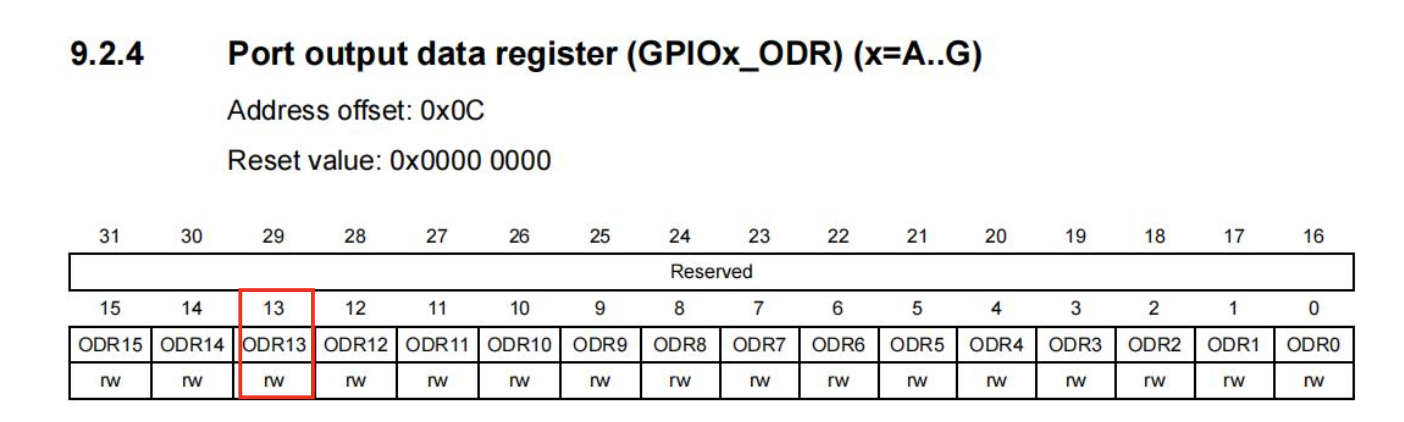 9.2.4 Port output data register (GPIOx_ODR) (x=A..G)
Address offset: 0x0C
Reset value: 0x0000 0000
31 30 29 28 27 26 25 24 23 22 21 20 19 18 17 16
Reserved
15 14 13 12 11 10 9 8 7 6 5 4 3 2 1 0
ODR15 ODR14 ODR13 ODR12 ODR11 ODR10 ODR9 ODR8 ODR7 ODR6 ODR5 ODR4 ODR3 ODR2 ODR1 ODR0
rw rw rw rw rw rw rw rw rw rw rw rw rw rw rw rw